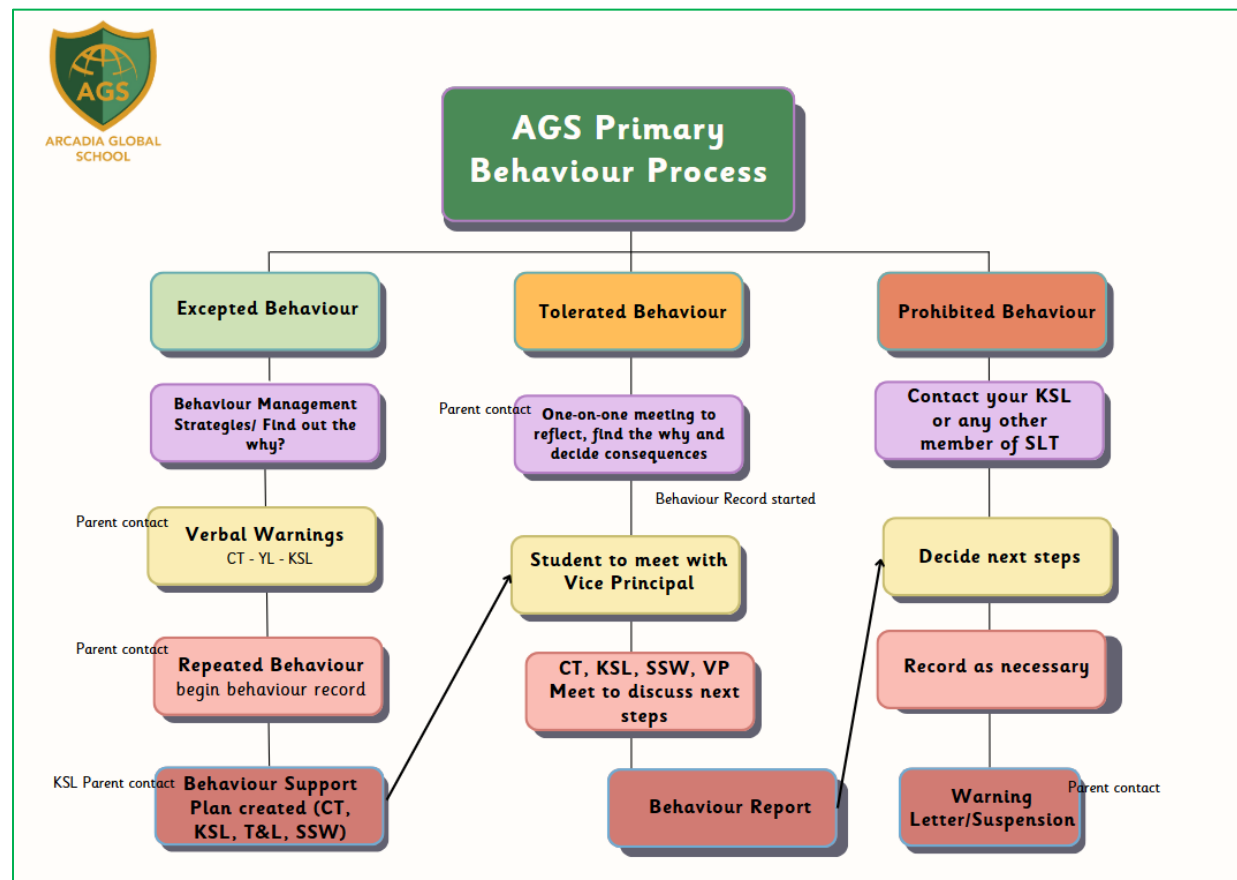 AGS
ARCADIA GLOBAL
SCHOOL
AGS Primary
Behaviour Process
Excepted Behaviour
Behaviour Management
Strategies/ Find out the
why?
Parent contact
Verbal Warnings
CT - YL - KSL
Parent contact
Repeated Behaviour
begin behaviour record
KSL Parent contact
Behaviour Support
Plan created (CT,
KSL, T&L, SSW)
Tolerated Behaviour
Parent contact
One-on-one meeting to
reflect, find the why and
decide consequences
Behaviour Record started
Student to meet with
Vice Principal
CT, KSL, SSW, VP
Meet to discuss next
steps
Behaviour Report
Prohibited Behaviour
Contact your KSL
or any other
member of SLT
Decide next steps
Record as necessary
Warning
Letter/Suspension
Parent contact